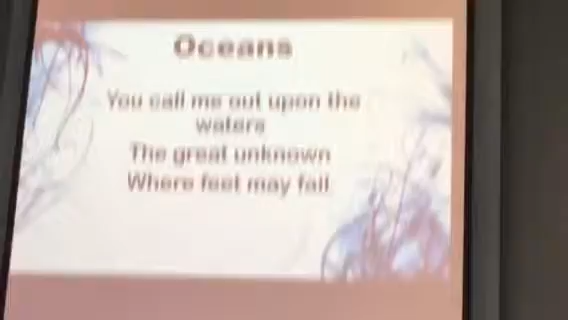 Oceans
You call me out upon the
waters
The great unknown
Where feet may fail